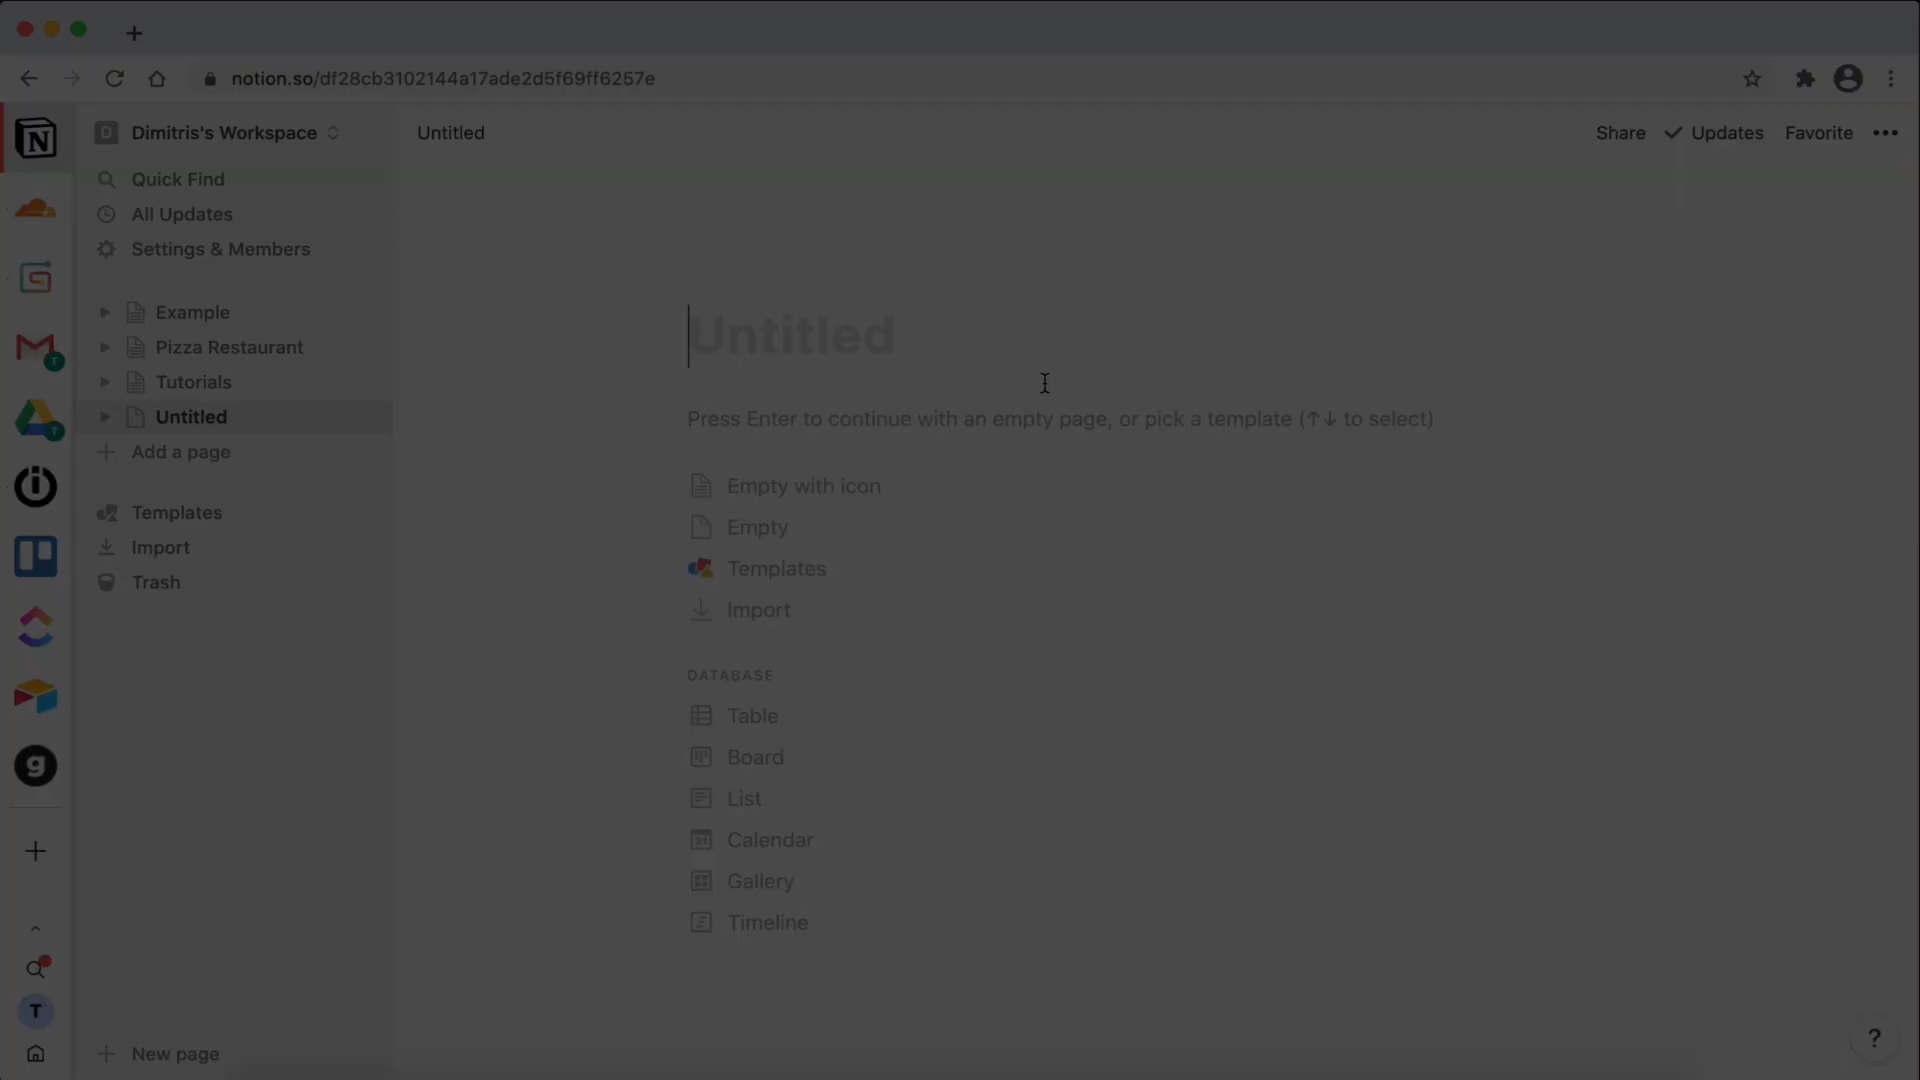 notion.so/df28cb3102144a17ade2d5f69ff6257e
D Dimitris's Workspace
Untitled
Share Updates Favorite
Quick Find
All Updates
Settings & Members
Example
Pizza Restaurant
Tutorials
Untitled
Add a page
Templates
Import
Trash
New page
Untitled
Press Enter to continue with an empty page, or pick a template (↑↓ to select)
Empty with icon
Empty
Templates
Import
DATABASE
Table
Board
List
31 Calendar
Gallery
Timeline
N
T
T
g
T
?